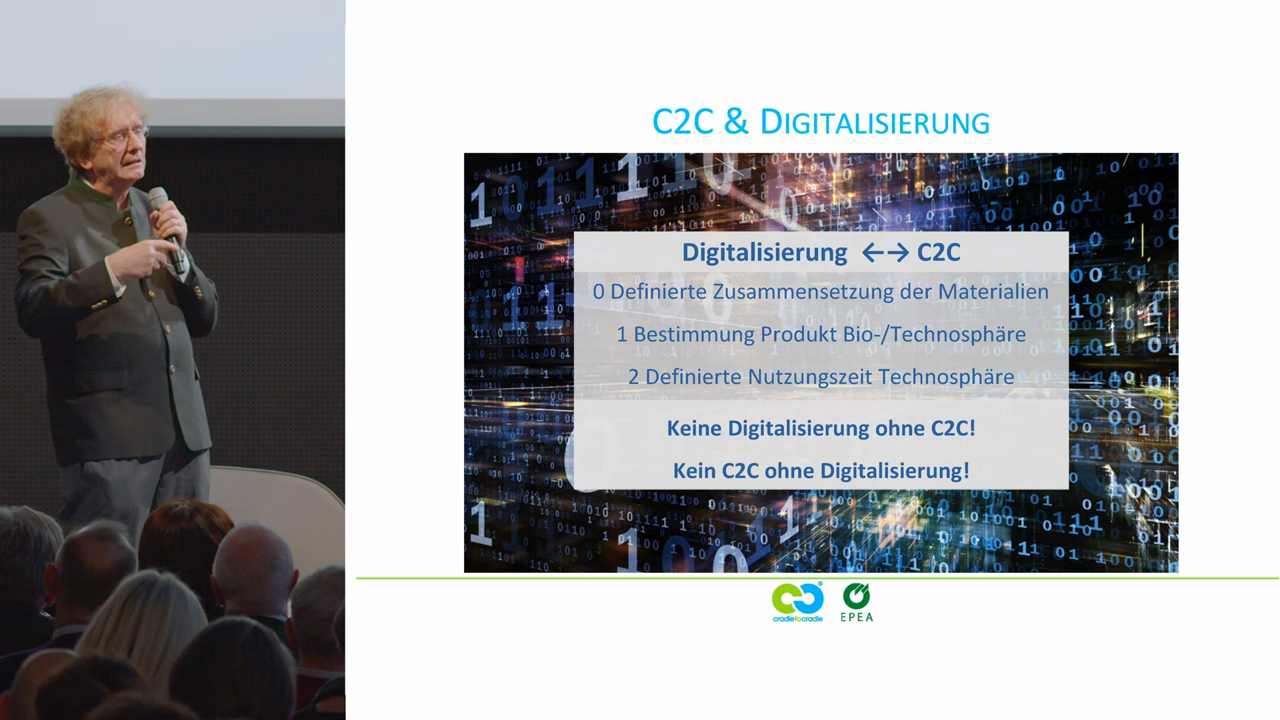 C2C & DIGITALISIERUNG
Digitalisierung ←→ C2C
0 Definierte Zusammensetzung der Materialien
1 Bestimmung Produkt Bio-/Technosphäre
2 Definierte Nutzungszeit Technosphäre
Keine Digitalisierung ohne C2C!
Kein C2C ohne Digitalisierung!
cradletocradle
®
EPEA